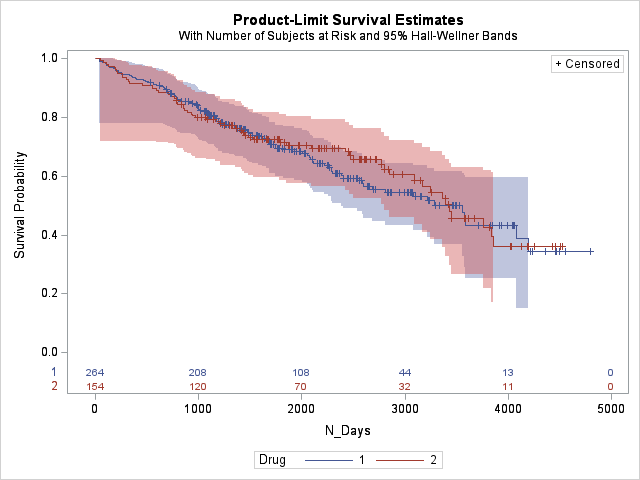 Product-Limit Survival Estimates
With Number of Subjects at Risk and 95% Hall-Wellner Bands
+ Censored
1.0
0.8
0.6
0.4
0.2
0.0
Survival Probability
1 264 208 108 44 13 0
2 154 120 70 32 11 0
0 1000 2000 3000 4000 5000
N_Days
Drug 1 2